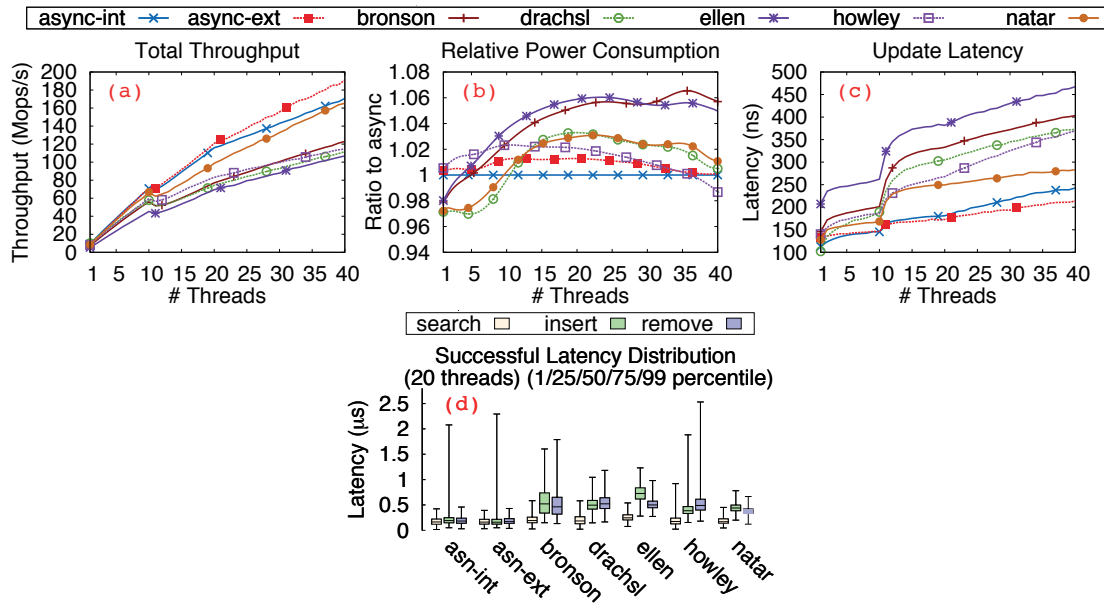 async-int async-ext bronson drachsl ellen howley natar
Total Throughput
Throughput (Mops/s)
(a)
200
180
160
140
120
100
80
60
40
20
0
1 5 10 15 20 25 30 35 40
# Threads
Relative Power Consumption
Ratio to async
(b)
1.08
1.06
1.04
1.02
1
0.98
0.96
0.94
1 5 10 15 20 25 30 35 40
# Threads
Update Latency
Latency (ns)
(c)
500
450
400
350
300
250
200
150
100
1 5 10 15 20 25 30 35 40
# Threads
search insert remove
Successful Latency Distribution
(20 threads) (1/25/50/75/99 percentile)
Latency (µs)
(d)
2.5
2
1.5
1
0.5
0
asn-int
asn-ext
bronson
drachsl
ellen
howley
natar